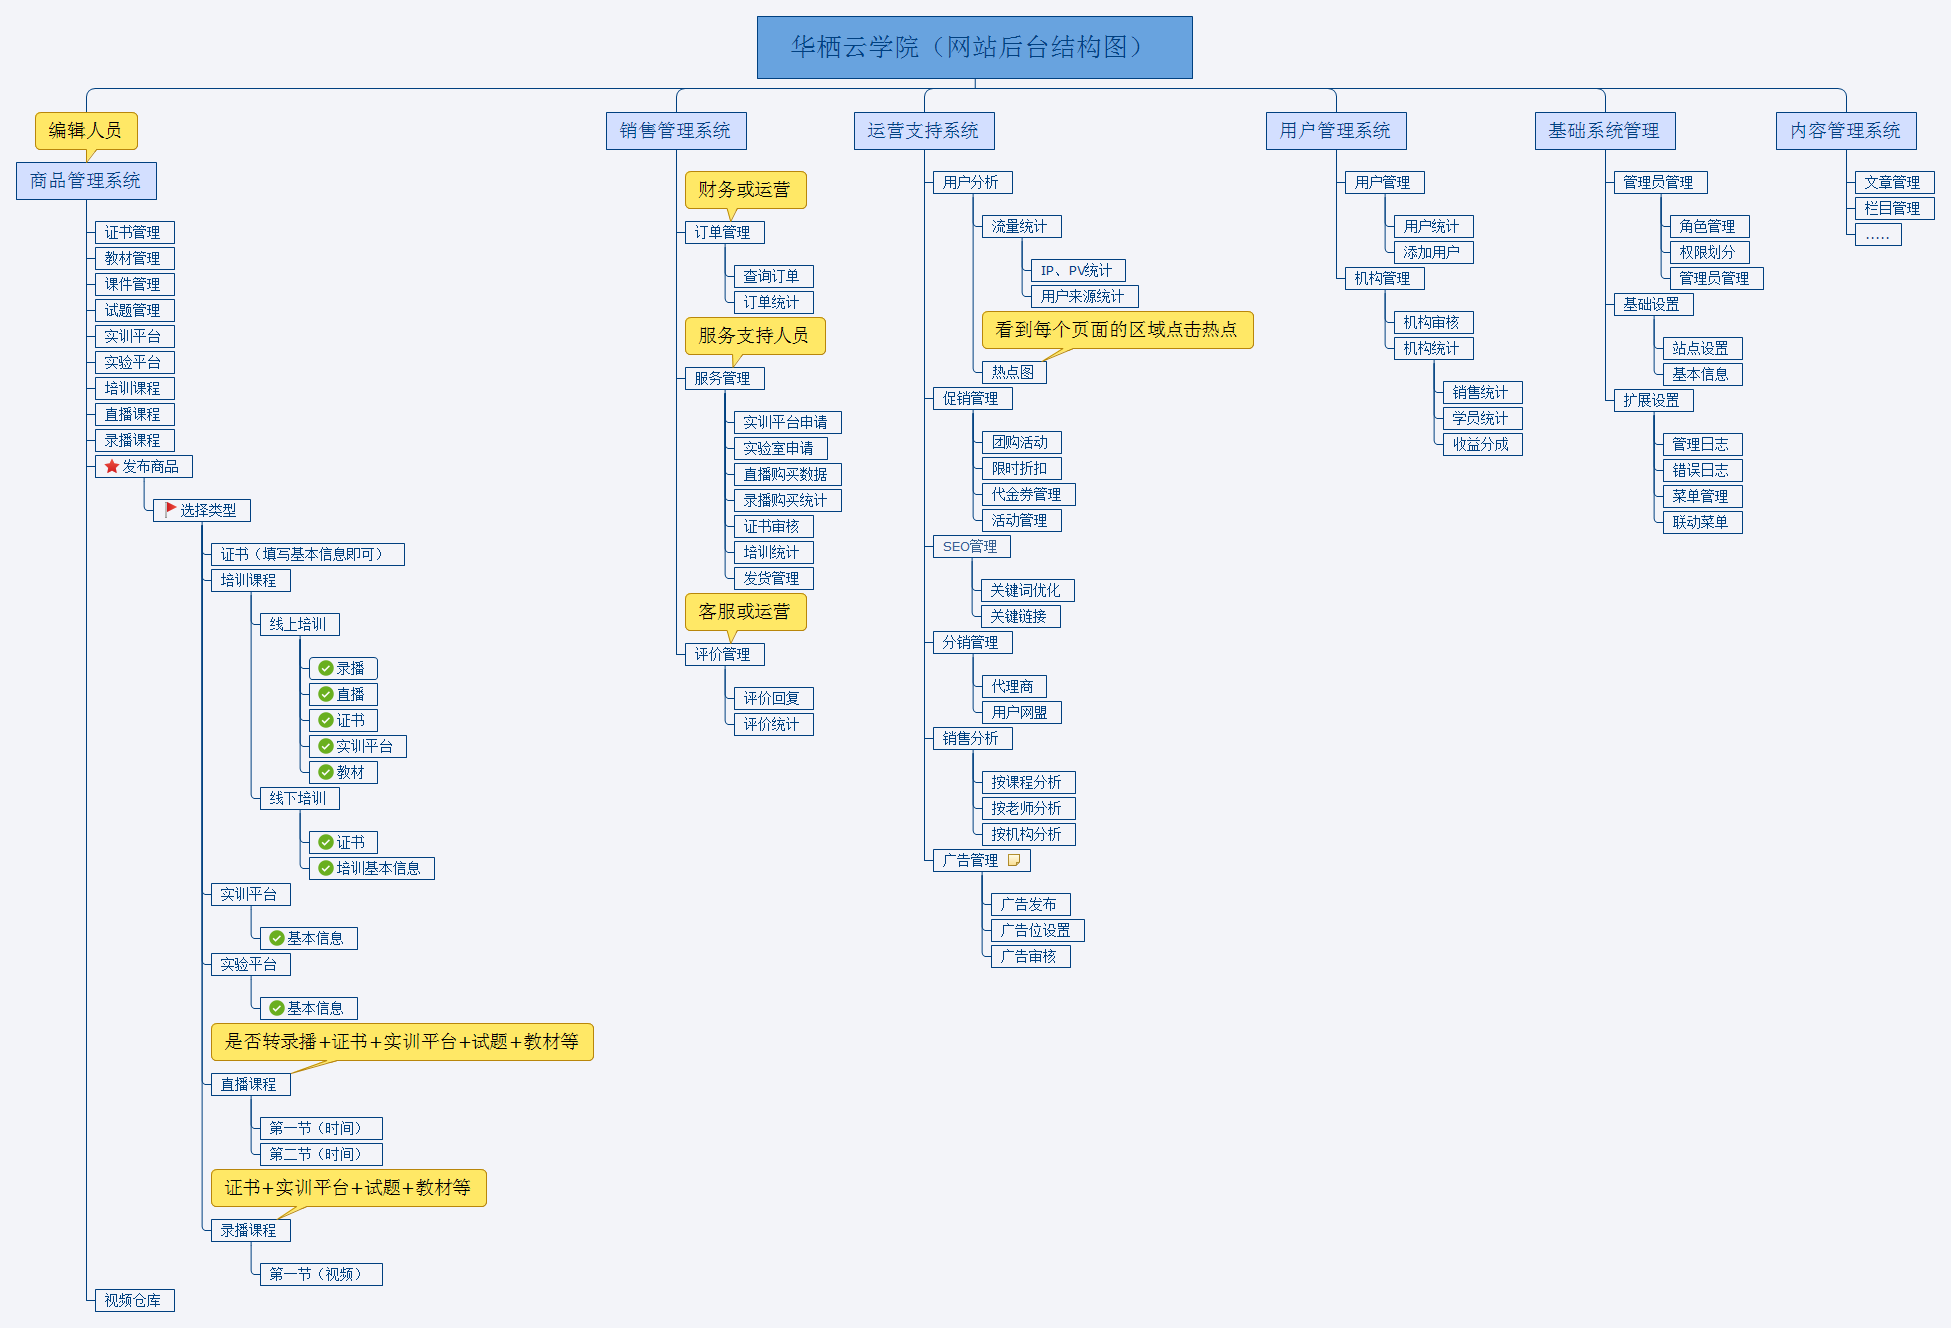 华栖云学院（网站后台结构图）
编辑人员
商品管理系统
证书管理
教材管理
课件管理
试题管理
实训平台
实验平台
培训课程
直播课程
录播课程
发布商品
选择类型
证书（填写基本信息即可）
培训课程
线上培训
录播
直播
证书
实训平台
教材
线下培训
证书
培训基本信息
实训平台
基本信息
实验平台
基本信息
是否转录播+证书+实训平台+试题+教材等
直播课程
第一节（时间）
第二节（时间）
证书+实训平台+试题+教材等
录播课程
第一节（视频）
视频仓库
销售管理系统
财务或运营
订单管理
查询订单
订单统计
服务支持人员
服务管理
实训平台申请
实验室申请
直播购买数据
录播购买统计
证书审核
培训统计
发货管理
客服或运营
评价管理
评价回复
评价统计
运营支持系统
用户分析
流量统计
IP、PV统计
用户来源统计
看到每个页面的区域点击热点
热点图
促销管理
团购活动
限时折扣
代金券管理
活动管理
SEO管理
关键词优化
关键链接
分销管理
代理商
用户网盟
销售分析
按课程分析
按老师分析
按机构分析
广告管理
广告发布
广告位设置
广告审核
用户管理系统
用户管理
用户统计
添加用户
机构管理
机构审核
机构统计
销售统计
学员统计
收益分成
基础系统管理
管理员管理
角色管理
权限划分
管理员管理
基础设置
站点设置
基本信息
扩展设置
管理日志
错误日志
菜单管理
联动菜单
内容管理系统
文章管理
栏目管理
.....